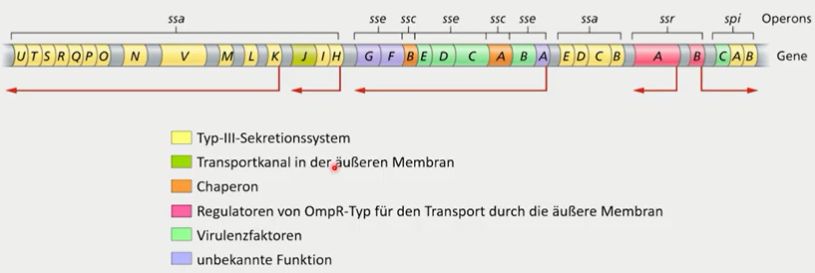 ssa sse ssc sse ssc sse ssa ssr spi Operons
U T S R Q P O N V M L K J I H G F B E D C A B A E D C B A B C A B Gene
Typ-III-Sekretionssystem
Transportkanal in der äußeren Membran
Chaperon
Regulatoren von OmpR-Typ für den Transport durch die äußere Membran
Virulenzfaktoren
unbekannte Funktion